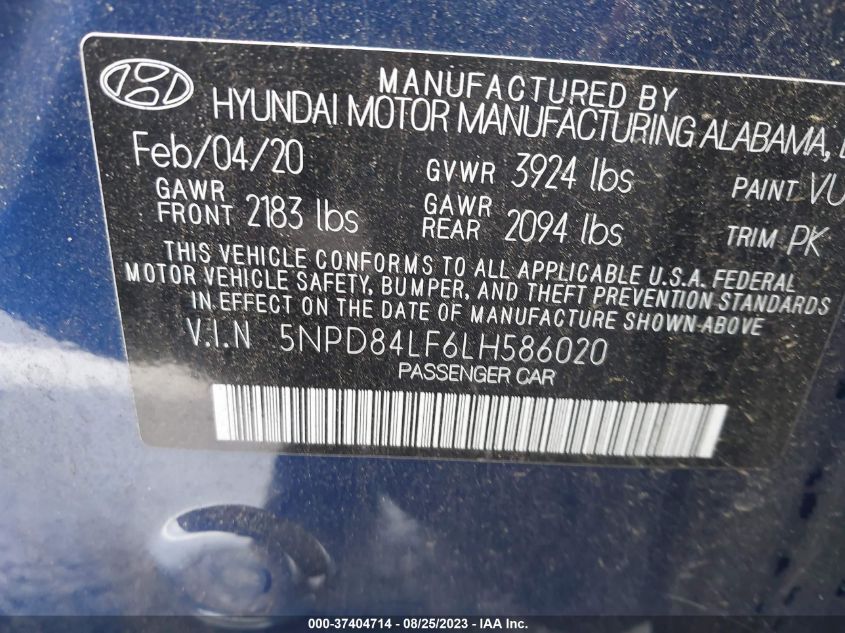 MANUFACTURED BY
HYUNDAI MOTOR MANUFACTURING ALABAMA,
Feb/04/20 GVWR 3924 lbs PAINT VU
GAWR FRONT 2183 lbs GAWR REAR 2094 lbs TRIM PK
THIS VEHICLE CONFORMS TO ALL APPLICABLE U.S.A. FEDERAL
MOTOR VEHICLE SAFETY, BUMPER, AND THEFT PREVENTION STANDARDS
IN EFFECT ON THE DATE OF MANUFACTURE SHOWN ABOVE
V.I.N 5NPD84LF6LH586020
PASSENGER CAR
000-37404714 - 08/25/2023 - IAA Inc.